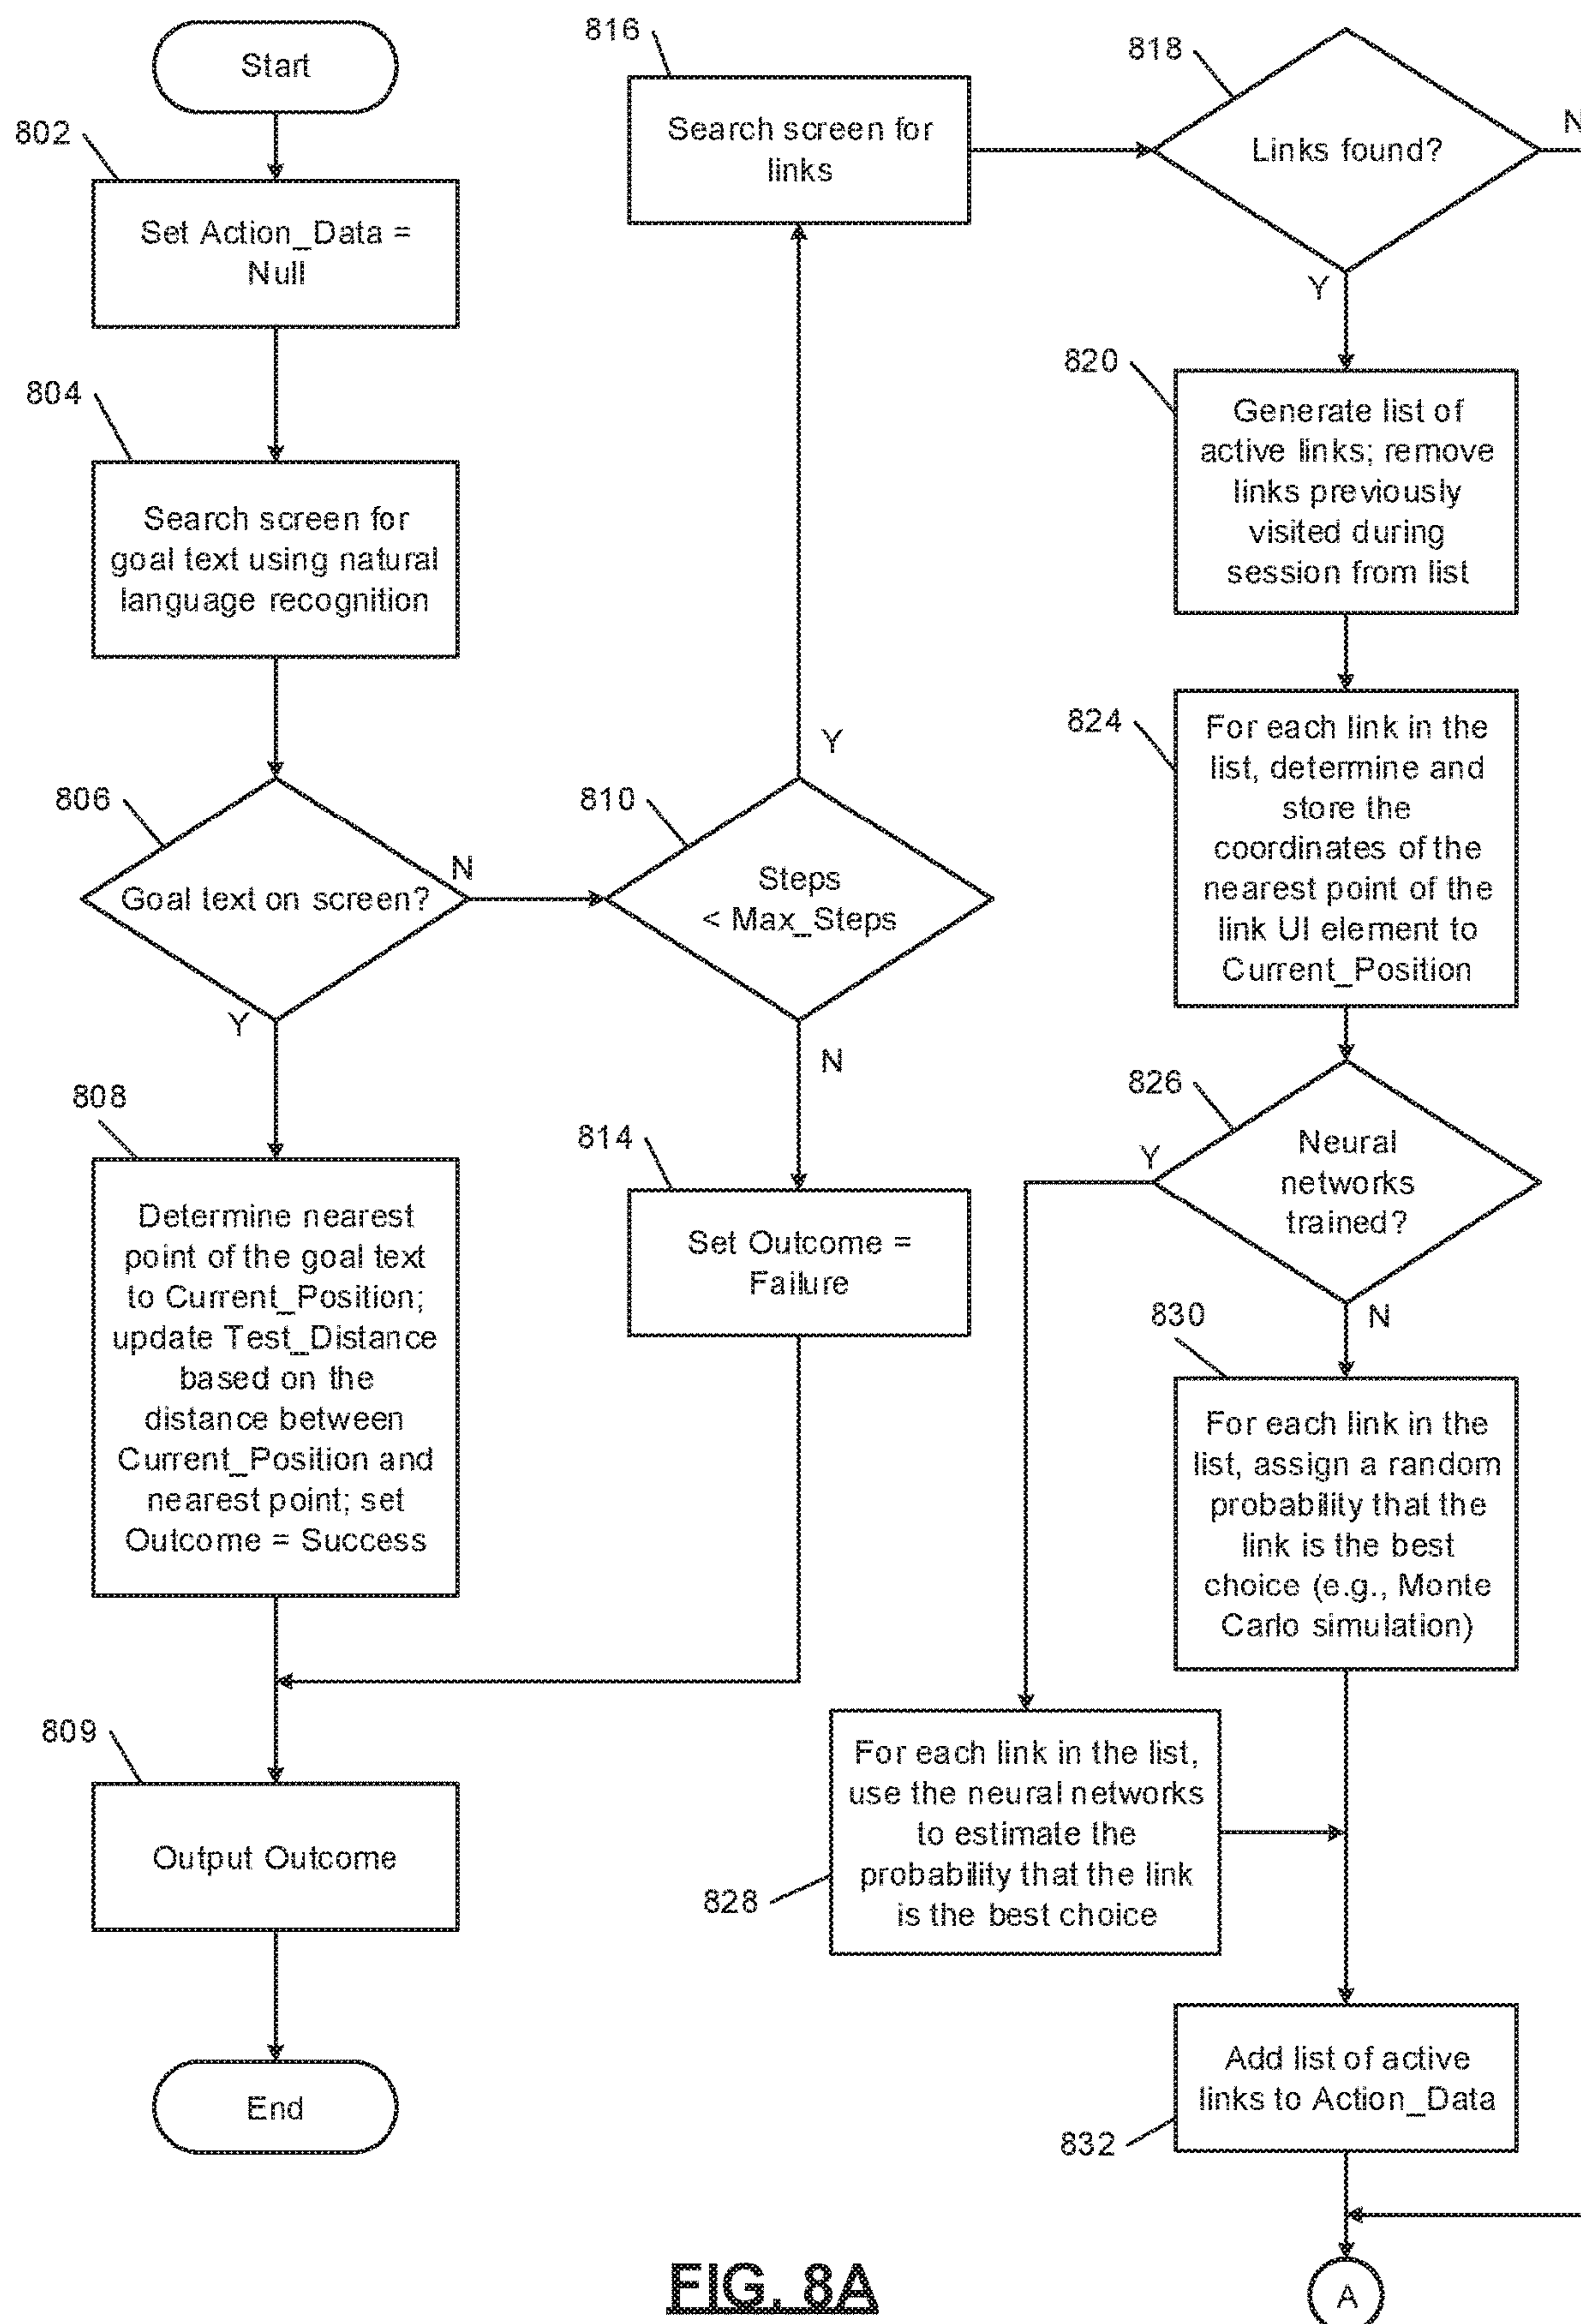 Start
802
Set Action_Data =
Null
804
Search screen for
goal text using natural
language recognition
806
Goal text on screen?
N
Y
808
Determine nearest
point of the goal text
to Current_Position;
update Test_Distance
based on the
distance between
Current_Position and
nearest point; set
Outcome = Success
809
Output Outcome
End
816
Search screen for
links
Y
810
Steps
< Max_Steps
N
814
Set Outcome =
Failure
818
Links found?
N
Y
820
Generate list of
active links; remove
links previously
visited during
session from list
824
For each link in the
list, determine and
store the
coordinates of the
nearest point of the
link UI element to
Current_Position
826
Neural
networks
trained?
Y
N
830
For each link in the
list, assign a random
probability that the
link is the best
choice (e.g., Monte
Carlo simulation)
For each link in the list,
use the neural networks
to estimate the
probability that the link
is the best choice
828
Add list of active
links to Action_Data
832
A
FIG. 8A